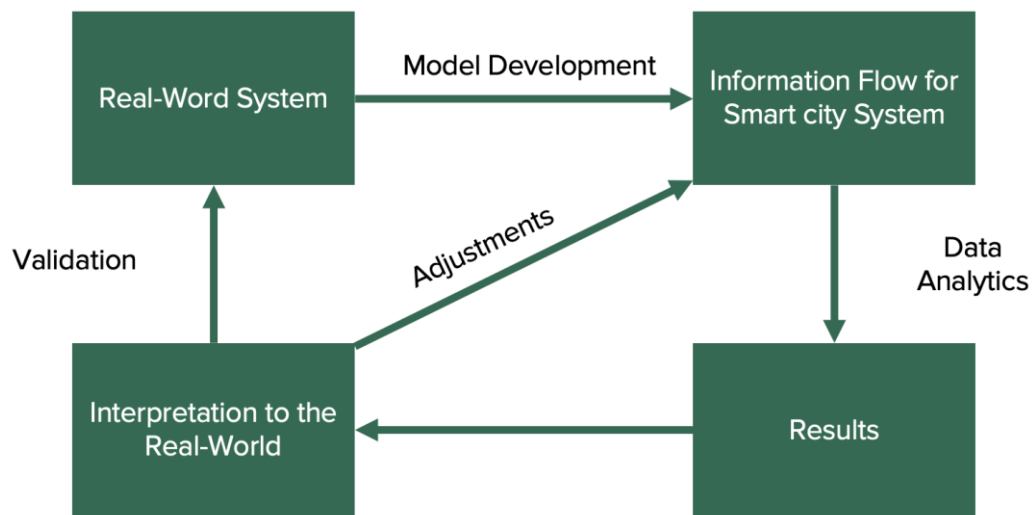 Real-Word System
Model Development
Information Flow for
Smart city System
Validation
Adjustments
Data
Analytics
Interpretation to the
Real-World
Results